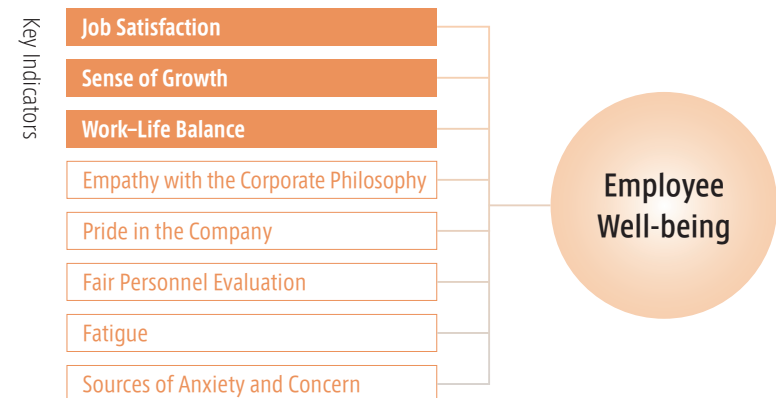 Key Indicators
Job Satisfaction
Sense of Growth
Work–Life Balance
Empathy with the Corporate Philosophy
Pride in the Company
Fair Personnel Evaluation
Fatigue
Sources of Anxiety and Concern
Employee
Well-being